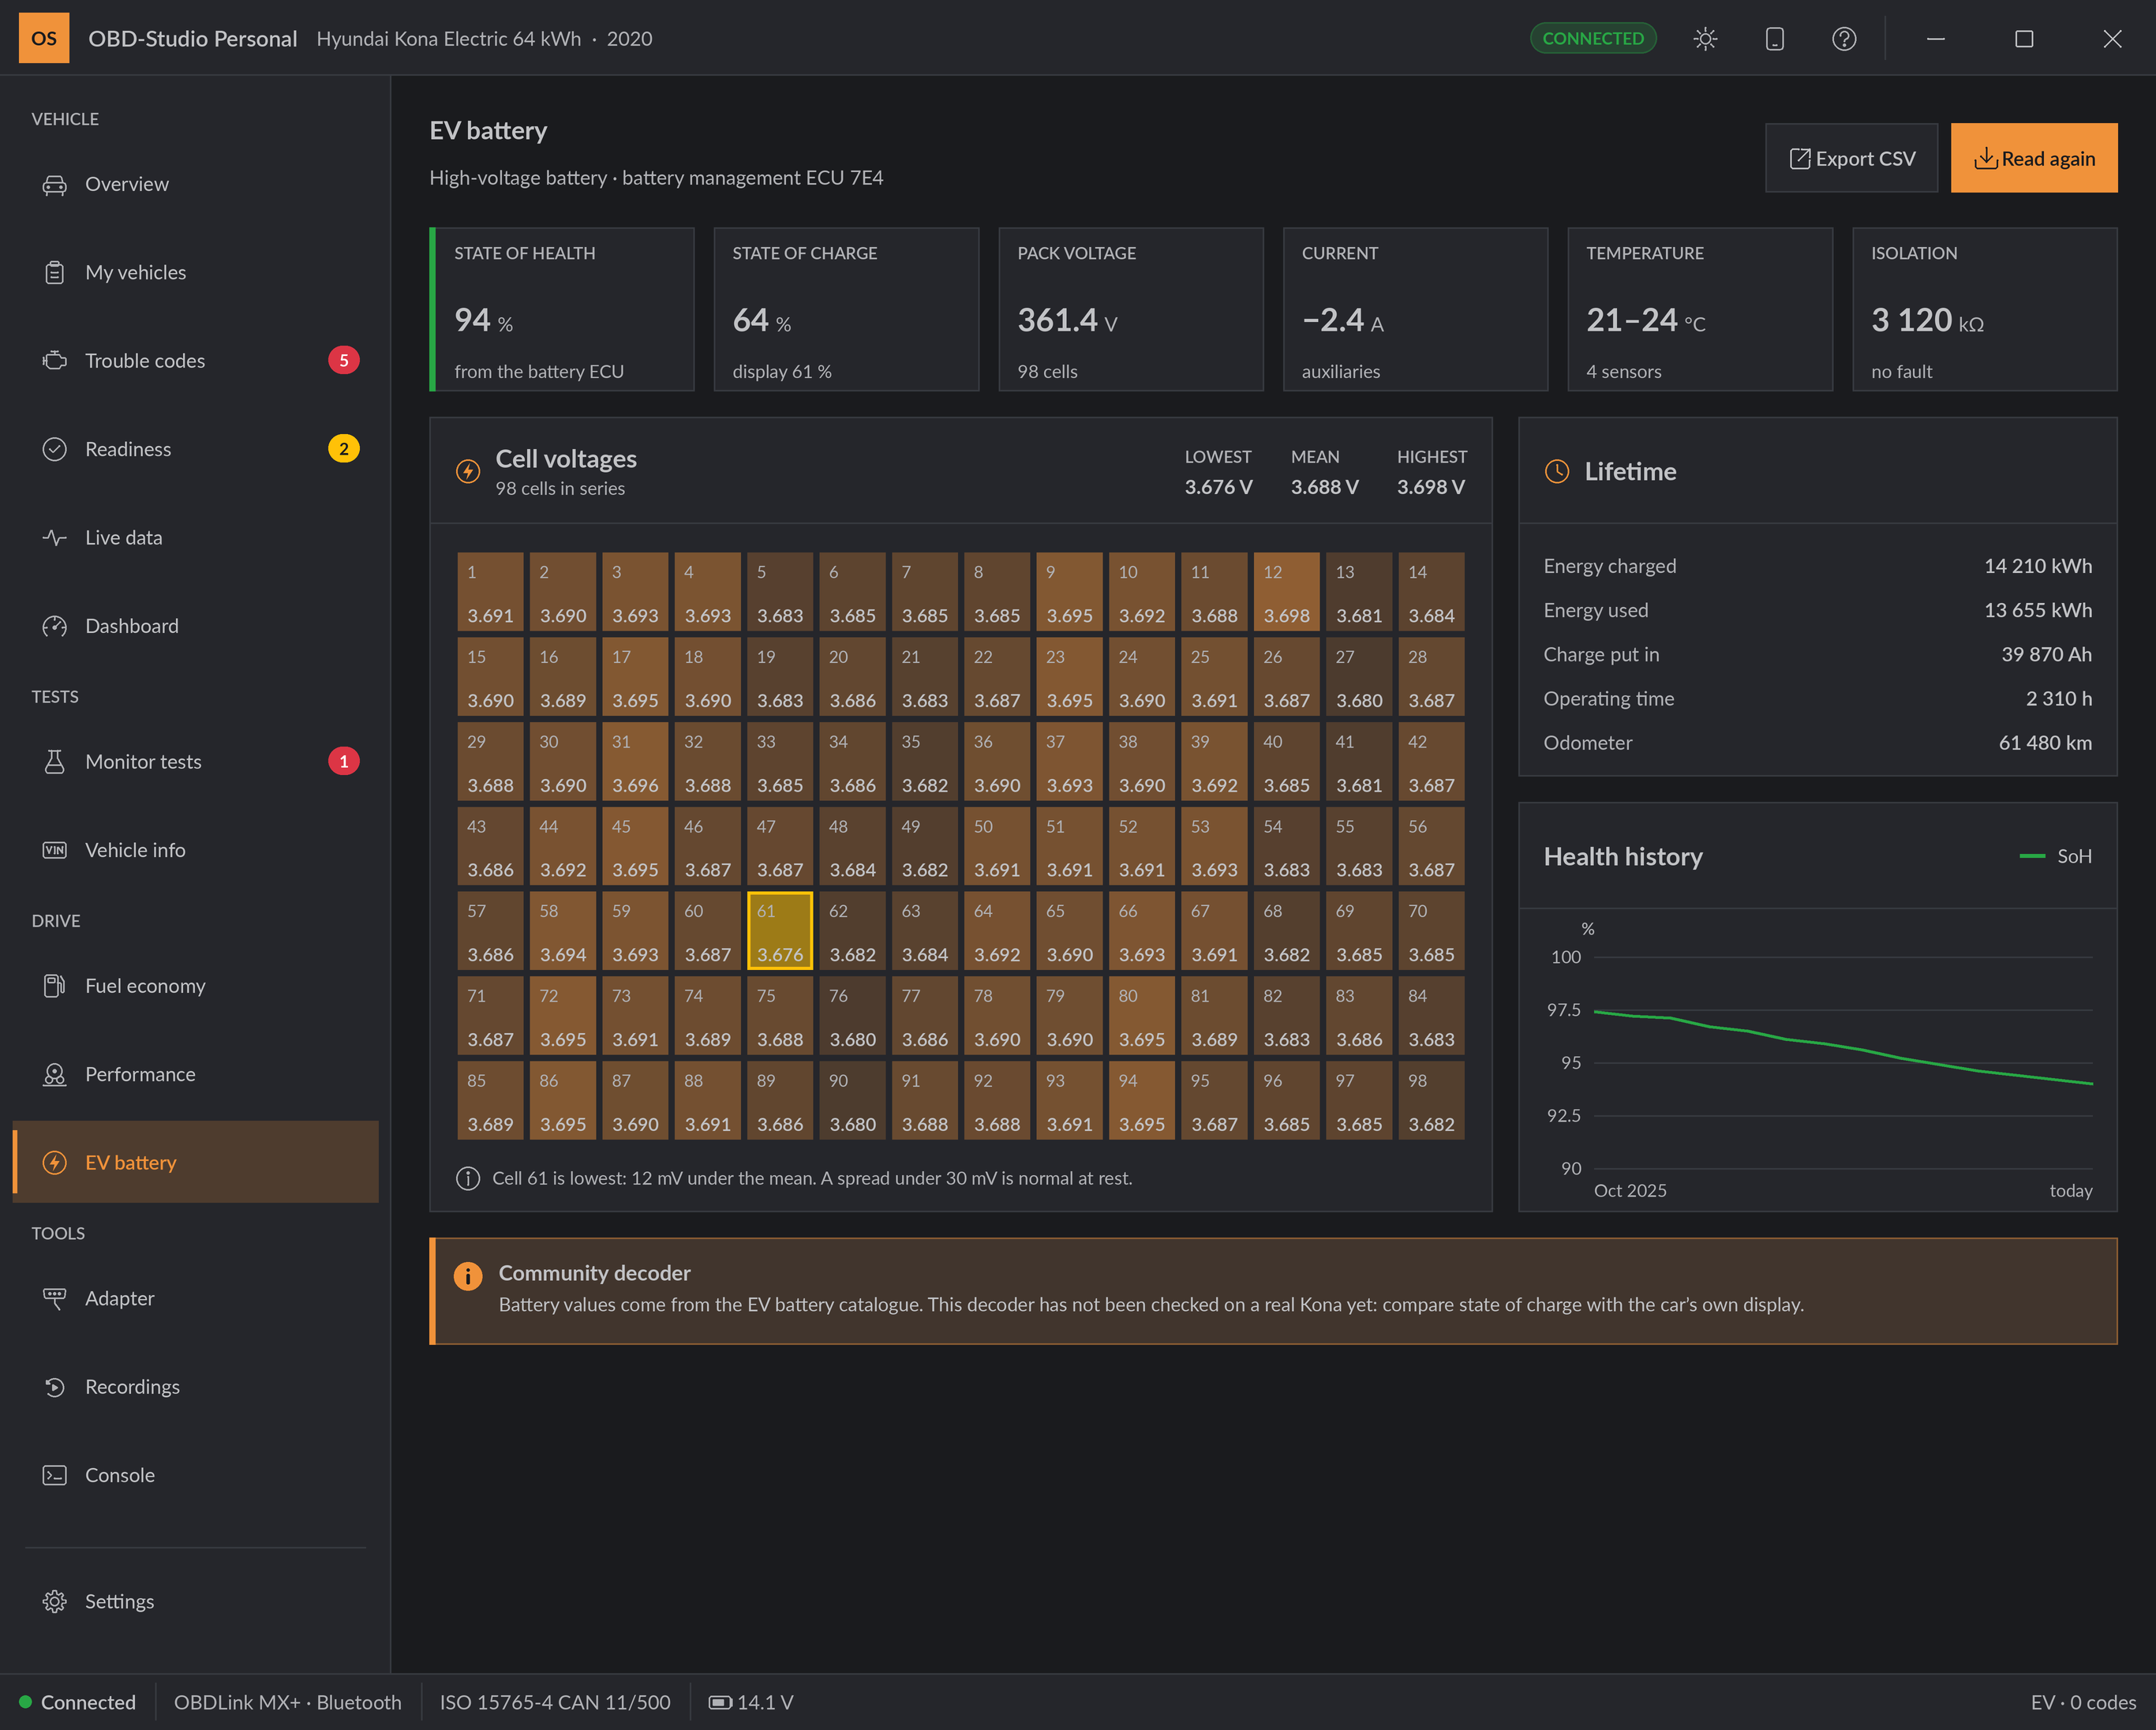 OS OBD-Studio Personal Hyundai Kona Electric 64 kWh · 2020 CONNECTED
VEHICLE
Overview
My vehicles
Trouble codes 5
Readiness 2
Live data
Dashboard
TESTS
Monitor tests 1
VIN Vehicle info
DRIVE
Fuel economy
Performance
EV battery
TOOLS
Adapter
Recordings
Console
Settings
EV battery
High-voltage battery · battery management ECU 7E4
Export CSV Read again
STATE OF HEALTH
94 %
from the battery ECU
STATE OF CHARGE
64 %
display 61 %
PACK VOLTAGE
361.4 V
98 cells
CURRENT
−2.4 A
auxiliaries
TEMPERATURE
21–24 °C
4 sensors
ISOLATION
3 120 kΩ
no fault
Cell voltages
98 cells in series
LOWEST MEAN HIGHEST
3.676 V 3.688 V 3.698 V
1 2 3 4 5 6 7 8 9 10 11 12 13 14
3.691 3.690 3.693 3.693 3.683 3.685 3.685 3.685 3.695 3.692 3.688 3.698 3.681 3.684
15 16 17 18 19 20 21 22 23 24 25 26 27 28
3.690 3.689 3.695 3.690 3.683 3.686 3.683 3.687 3.695 3.690 3.691 3.687 3.680 3.687
29 30 31 32 33 34 35 36 37 38 39 40 41 42
3.688 3.690 3.696 3.688 3.685 3.686 3.682 3.690 3.693 3.690 3.692 3.685 3.681 3.687
43 44 45 46 47 48 49 50 51 52 53 54 55 56
3.686 3.692 3.695 3.687 3.687 3.684 3.682 3.691 3.691 3.691 3.693 3.683 3.683 3.687
57 58 59 60 61 62 63 64 65 66 67 68 69 70
3.686 3.694 3.693 3.687 3.676 3.682 3.684 3.692 3.690 3.693 3.691 3.682 3.685 3.685
71 72 73 74 75 76 77 78 79 80 81 82 83 84
3.687 3.695 3.691 3.689 3.688 3.680 3.686 3.690 3.690 3.695 3.689 3.683 3.686 3.683
85 86 87 88 89 90 91 92 93 94 95 96 97 98
3.689 3.695 3.690 3.691 3.686 3.680 3.688 3.688 3.691 3.695 3.687 3.685 3.685 3.682
Cell 61 is lowest: 12 mV under the mean. A spread under 30 mV is normal at rest.
Lifetime
Energy charged 14 210 kWh
Energy used 13 655 kWh
Charge put in 39 870 Ah
Operating time 2 310 h
Odometer 61 480 km
Health history SoH
%
100
97.5
95
92.5
90
Oct 2025 today
Community decoder
Battery values come from the EV battery catalogue. This decoder has not been checked on a real Kona yet: compare state of charge with the car's own display.
Connected OBDLink MX+ · Bluetooth ISO 15765-4 CAN 11/500 14.1 V EV · 0 codes